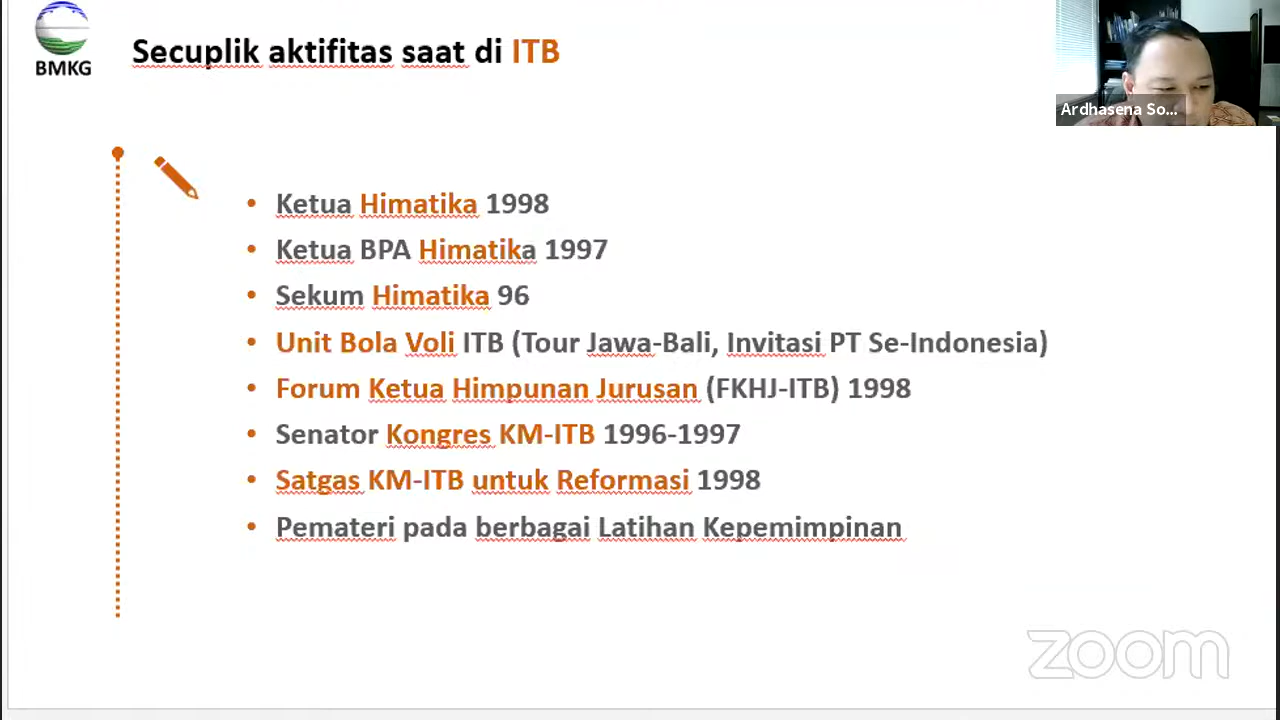 BMKG
Secuplik aktifitas saat di ITB
Ardhasena So...
• Ketua Himatika 1998
• Ketua BPA Himatika 1997
• Sekum Himatika 96
• Unit Bola Voli ITB (Tour Jawa-Bali, Invitasi PT Se-Indonesia)
• Forum Ketua Himpunan Jurusan (FKHJ-ITB) 1998
• Senator Kongres KM-ITB 1996-1997
• Satgas KM-ITB untuk Reformasi 1998
• Pemateri pada berbagai Latihan Kepemimpinan
zoom